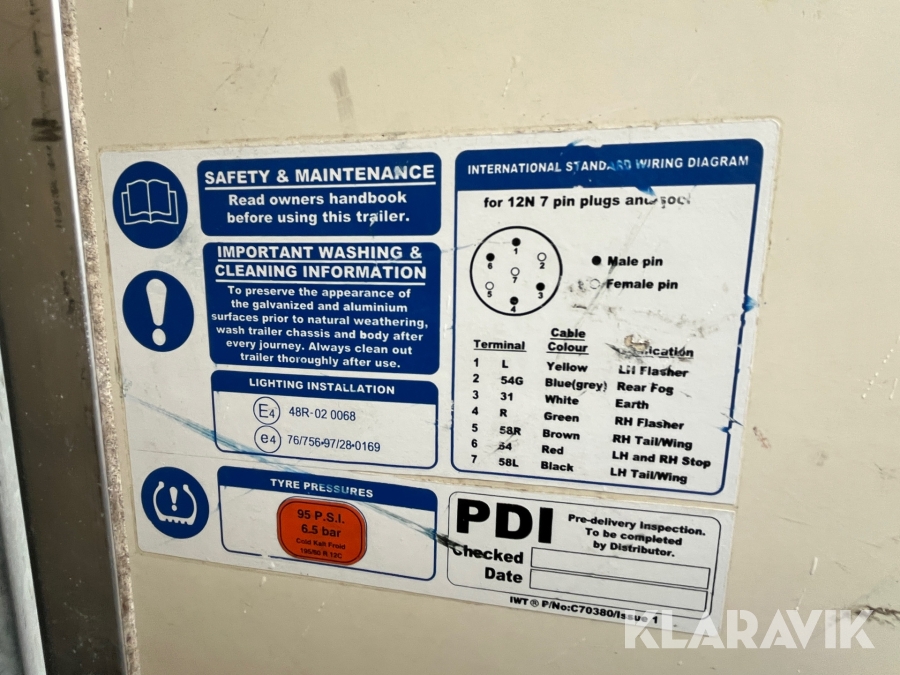 SAFETY & MAINTENANCE
Read owners handbook
before using this trailer.
IMPORTANT WASHING &
CLEANING INFORMATION
To preserve the appearance of
the galvanized and aluminium
surfaces prior to natural weathering,
wash trailer chassis and body after
every journey. Always clean out
trailer thoroughly after use.
LIGHTING INSTALLATION
E4 48R-02 0068
e4 76/756*97/28*0169
TYRE PRESSURES
95 P.S.I.
6.5 bar
Cold Kalt Froid
195/60 R 12C
INTERNATIONAL STANDARD WIRING DIAGRAM
for 12N 7 pin plugs and
1
6 2
7
5 3
4
Male pin
Female pin
Terminal Cable Colour
1 L Yellow LH Flasher
2 54G Blue(grey) Rear Fog
3 31 White Earth
4 R Green RH Flasher
5 58R Brown RH Tail/Wing
6 54 Red LH and RH Stop
7 58L Black LH Tail/Wing
PDI
Pre-delivery Inspection.
To be completed
by Distributor.
Checked
Date
IWT ® P/No:C70380/Issue 1
KLARAVIK